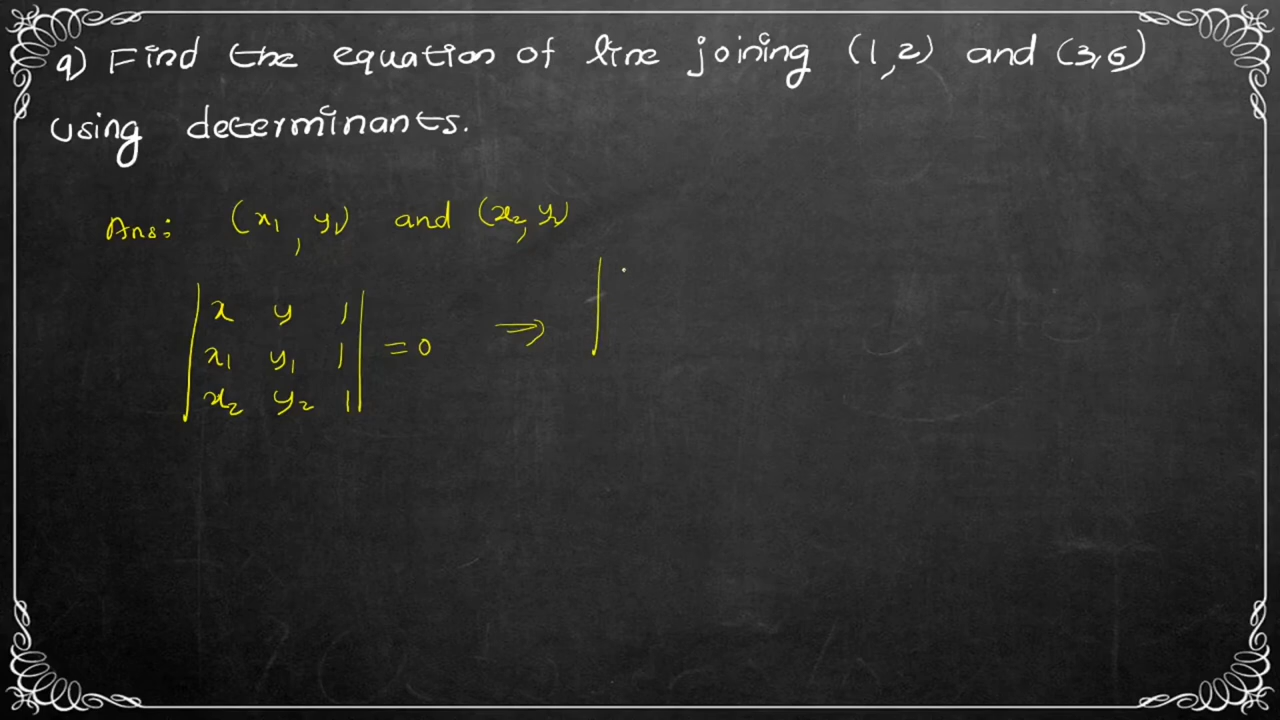 9) Find the equation of line joining (1,2) and (3,6)
using determinants.
Ans: (x₁, y₁) and (x₂, y₂)
| x y 1 |
| x₁ y₁ 1 | = 0 ⇒ |
| x₂ y₂ 1 |